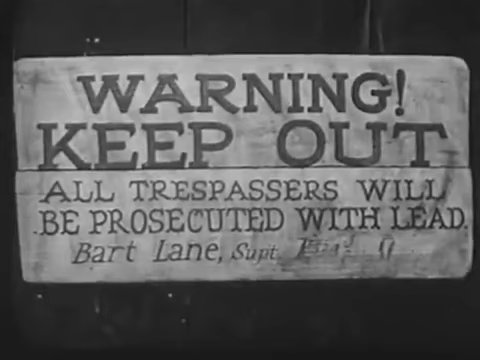 WARNING!
KEEP OUT
ALL TRESPASSERS WILL
BE PROSECUTED WITH LEAD.
Bart Lane, Supt.